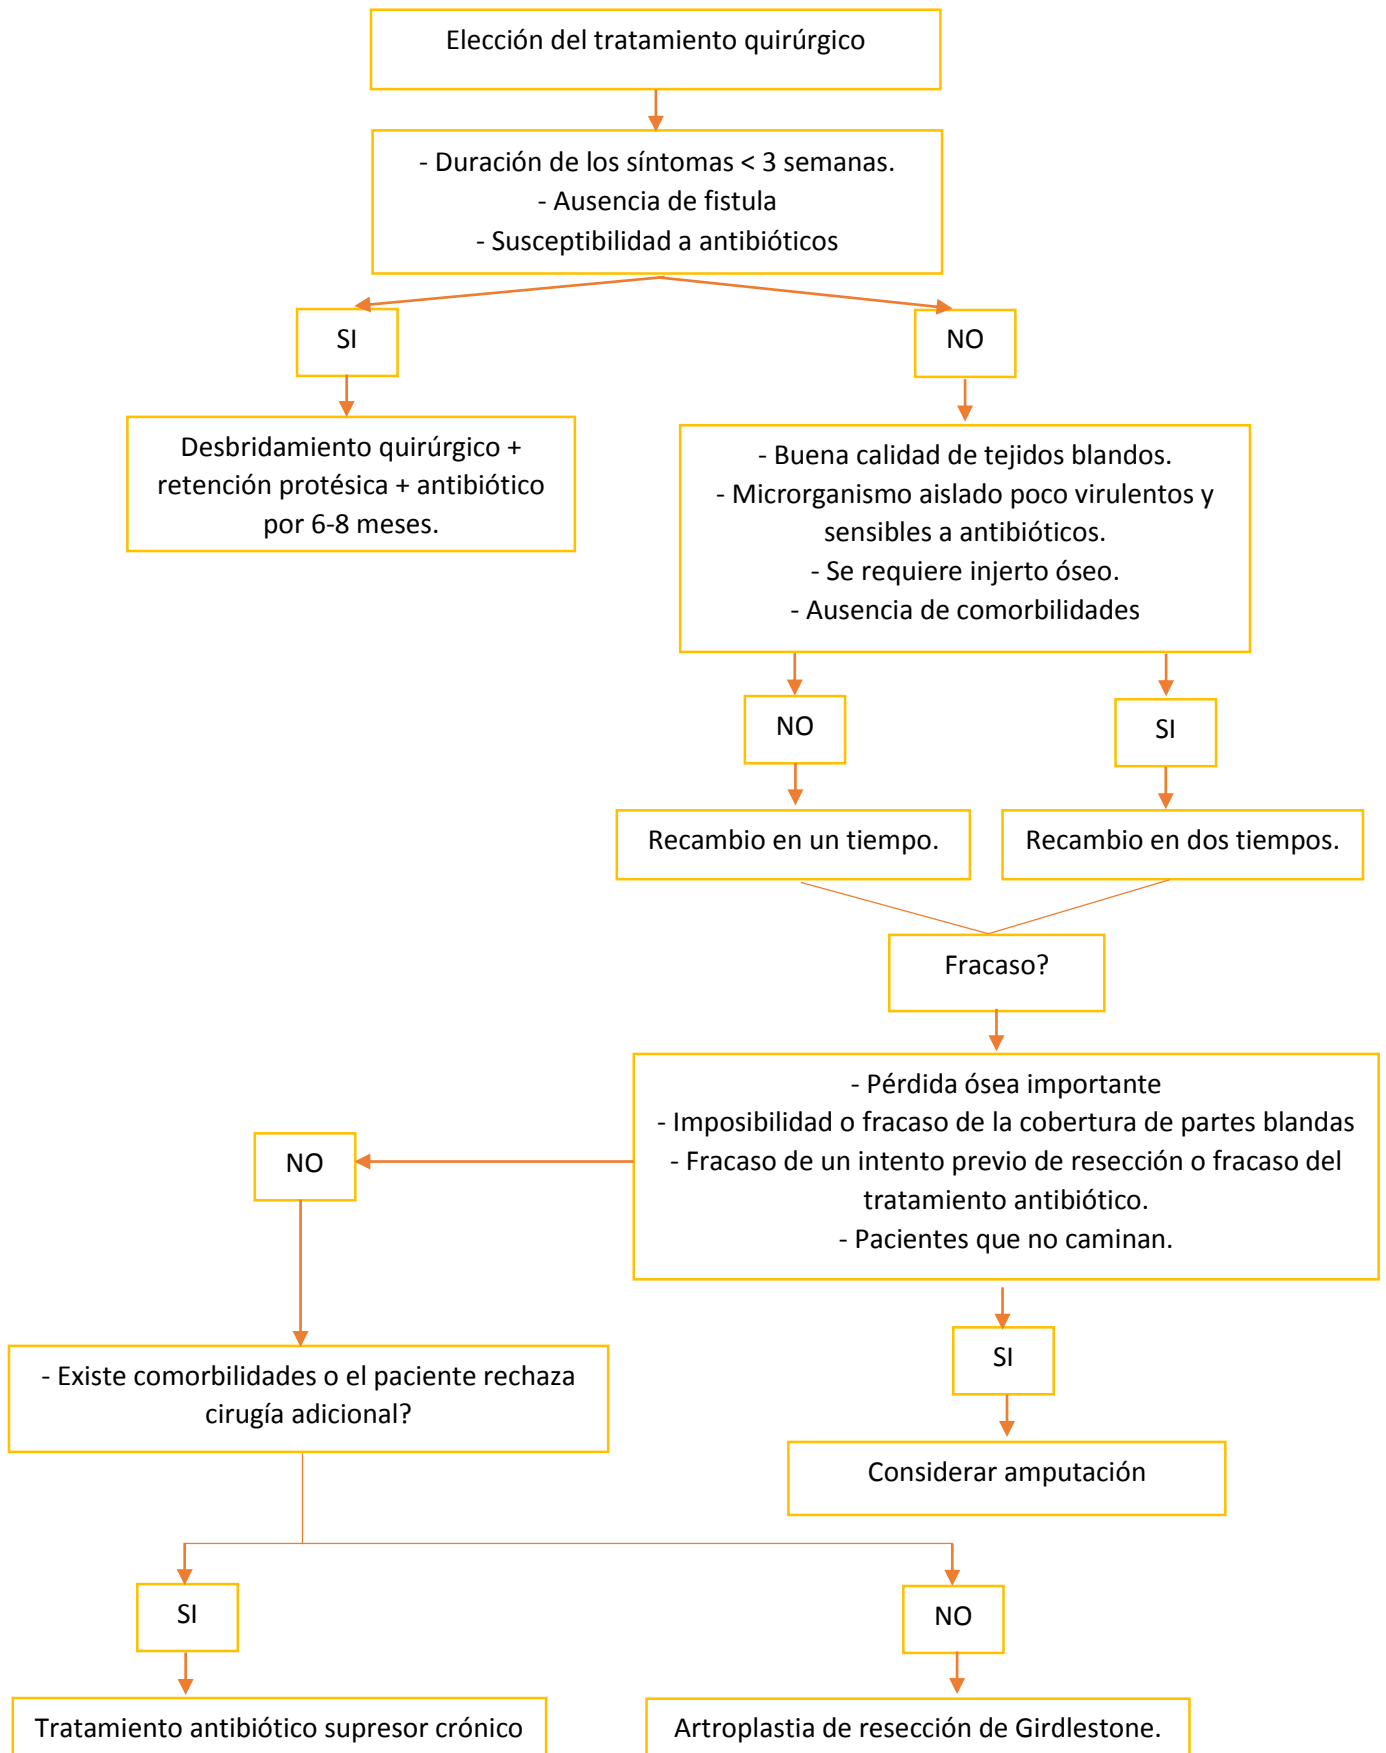 Elección del tratamiento quirúrgico
- Duración de los síntomas < 3 semanas.
- Ausencia de fistula
- Susceptibilidad a antibióticos
SI
NO
Desbridamiento quirúrgico +
retención protésica + antibiótico
por 6-8 meses.
- Buena calidad de tejidos blandos.
- Microrganismo aislado poco virulentos y
sensibles a antibióticos.
- Se requiere injerto óseo.
- Ausencia de comorbilidades
NO
SI
Recambio en un tiempo.
Recambio en dos tiempos.
Fracaso?
- Pérdida ósea importante
- Imposibilidad o fracaso de la cobertura de partes blandas
- Fracaso de un intento previo de resección o fracaso del
tratamiento antibiótico.
- Pacientes que no caminan.
NO
SI
- Existe comorbilidades o el paciente rechaza
cirugía adicional?
Considerar amputación
SI
NO
Tratamiento antibiótico supresor crónico
Artroplastia de resección de Girdlestone.